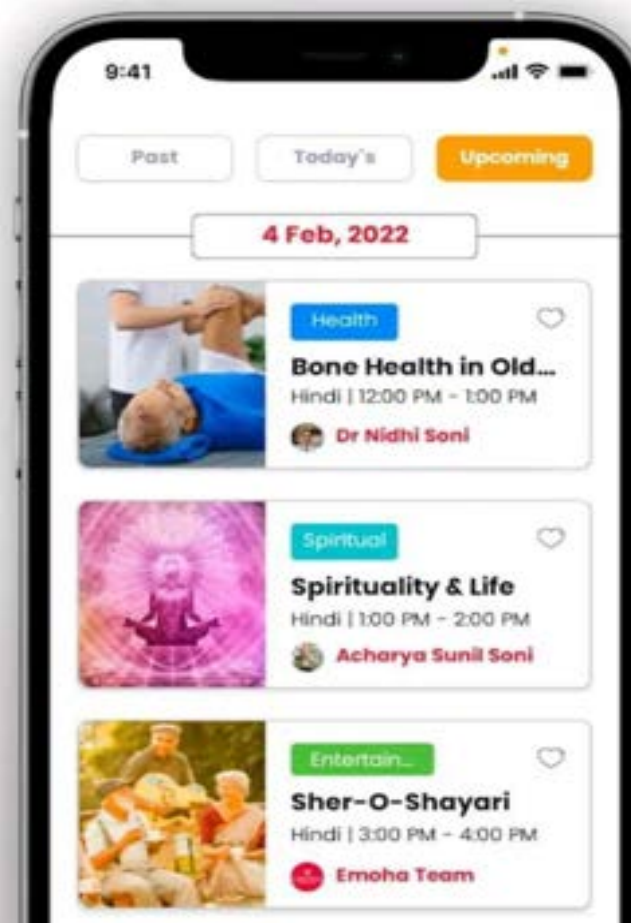 9:41
Past
Today`s
Upcoming
4 Feb, 2022
Health
Bone Health in Old...
Hindi | 12:00 PM - 1:00 PM
Dr Nidhi Soni
Spiritual
Spirituality & Life
Hindi | 1:00 PM - 2:00 PM
Acharya Sunil Soni
Entertain...
Sher-O-Shayari
Hindi | 3:00 PM - 4:00 PM
Emoha Team